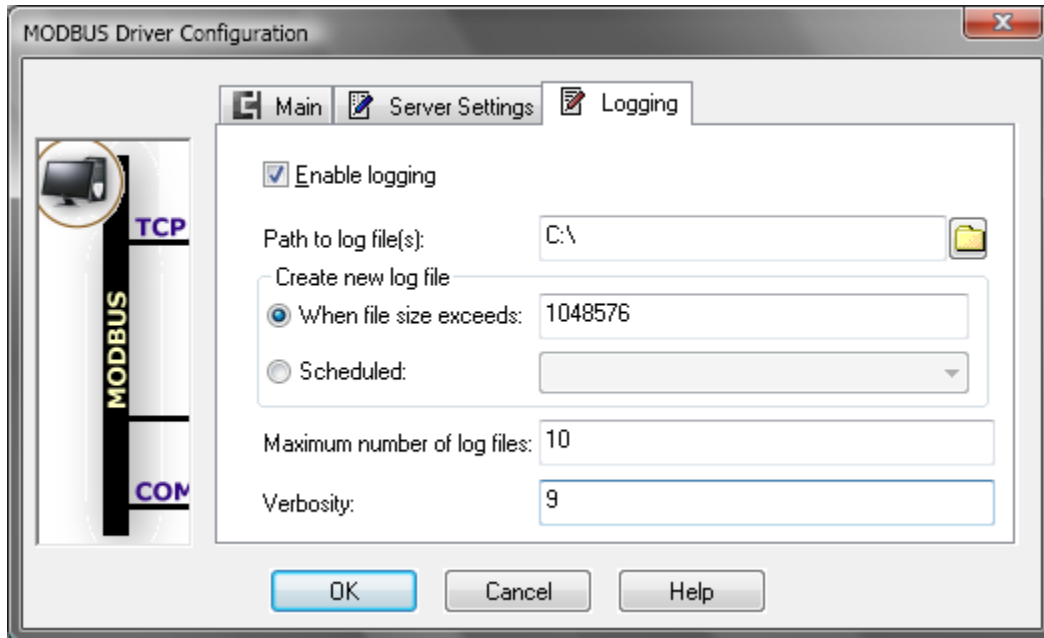 MODBUS Driver Configuration
Main
Server Settings
Logging
Enable logging
TCP
Path to log file(s):
C:\
Create new log file
When file size exceeds:
1048576
MODBUS
Scheduled:
Maximum number of log files:
10
COM
Verbosity:
9
OK
Cancel
Help